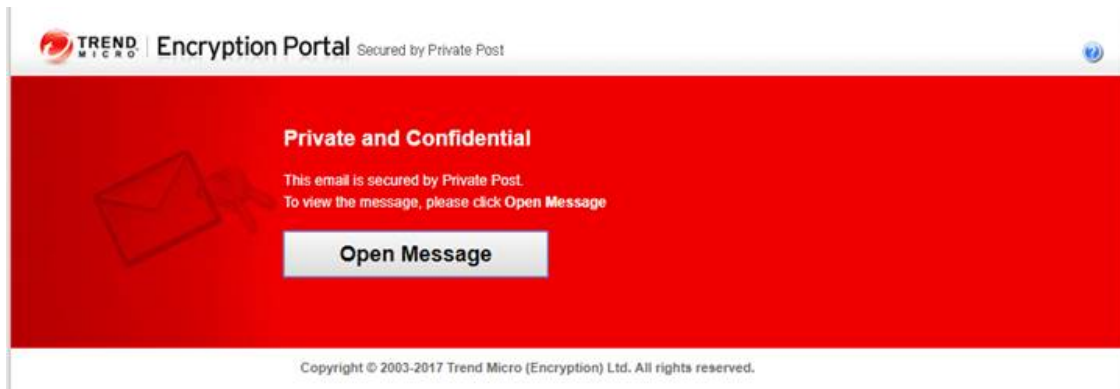 TREND MICRO Encryption Portal Secured by Private Post
?
Private and Confidential
This email is secured by Private Post.
To view the message, please click Open Message
Open Message
Copyright © 2003-2017 Trend Micro (Encryption) Ltd. All rights reserved.